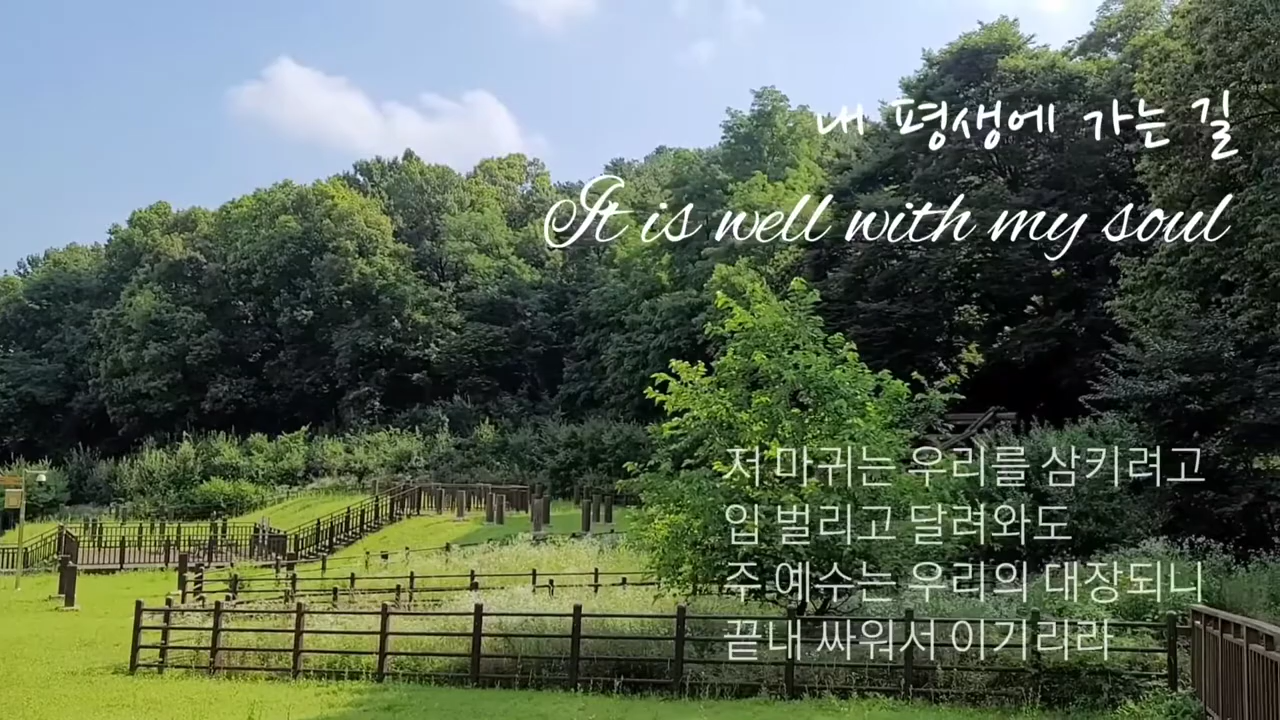 내 평생에 가는 길
It is well with my soul
저 마귀는 우리를 삼키려고
입 벌리고 달려와도
주 예수는 우리의 대장되니
끝내 싸워서 이기리라